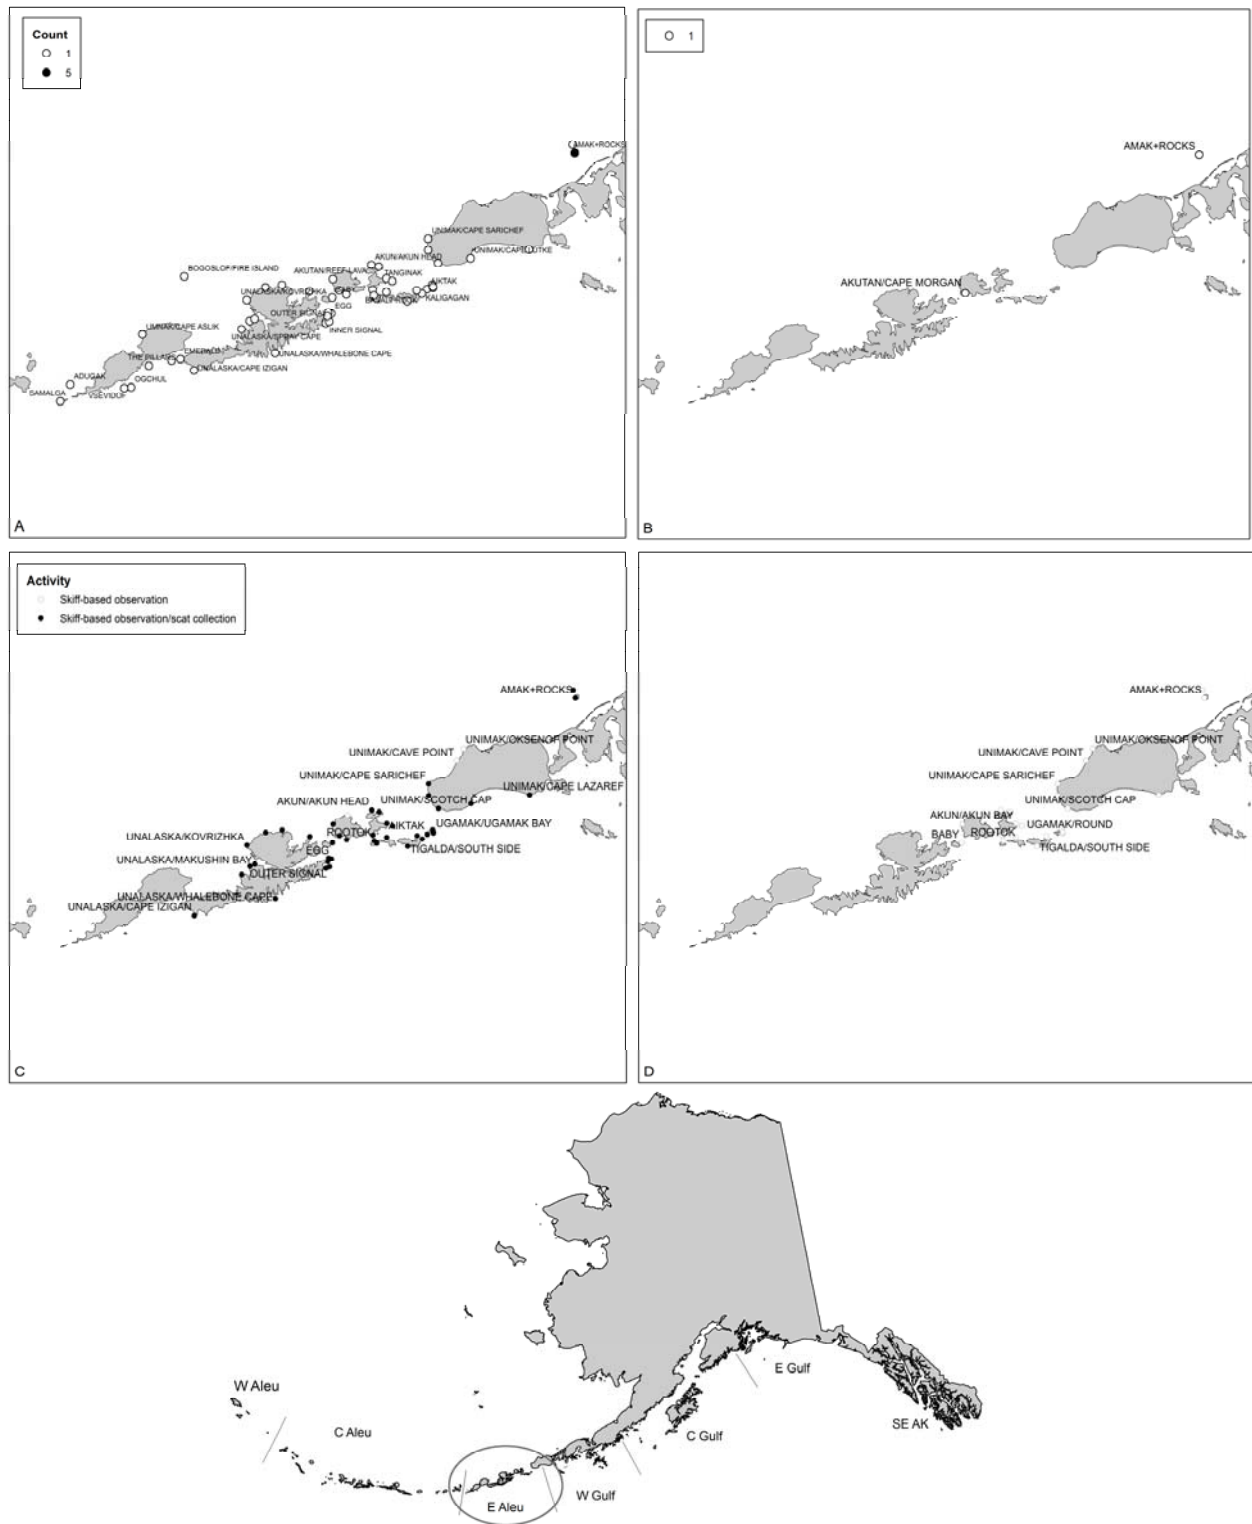 Count
1
5
AMAK+ROCKS
UNIMAK/CAPE SARICHEF
AKUN/AKUN HEAD
BOGOSLOF/FIRE ISLAND
TANGINAK
AIKTAK
UNALASKA/KOVRIZHKA
EGG
KALIGAGAN
OUTER SIGNAL
INNER SIGNAL
UMNAK/CAPE ASLIK
UNALASKA/SPRAY CAPE
UNALASKA/WHALEBONE CAPE
THE PILLARS
UNALASKA/CAPE IZIGAN
ADUGAK
OGCHUL
SAMALGA
VSEVIDOF
A
1
AMAK+ROCKS
AKUTAN/CAPE MORGAN
B
Activity
Skiff-based observation
Skiff-based observation/scat collection
AMAK+ROCKS
UNIMAK/OKSENOF POINT
UNIMAK/CAVE POINT
UNIMAK/CAPE SARICHEF
UNIMAK/CAPE LAZAREF
AKUN/AKUN HEAD
UNIMAK/SCOTCH CAP
AIKTAK
UGAMAK/UGAMAK BAY
UNALASKA/KOVRIZHKA
ROOTOK
EGG
TIGALDA/SOUTH SIDE
UNALASKA/MAKUSHIN BAY
OUTER SIGNAL
UNALASKA/WHALEBONE CAPE
UNALASKA/CAPE IZIGAN
C
AMAK+ROCKS
UNIMAK/OKSENOF POINT
UNIMAK/CAVE POINT
UNIMAK/CAPE SARICHEF
UNIMAK/SCOTCH CAP
AKUN/AKUN BAY
UGAMAK/ROUND
BABY
ROOTOK
TIGALDA/SOUTH SIDE
D
W Aleu
C Aleu
E Aleu
W Gulf
C Gulf
E Gulf
SE AK